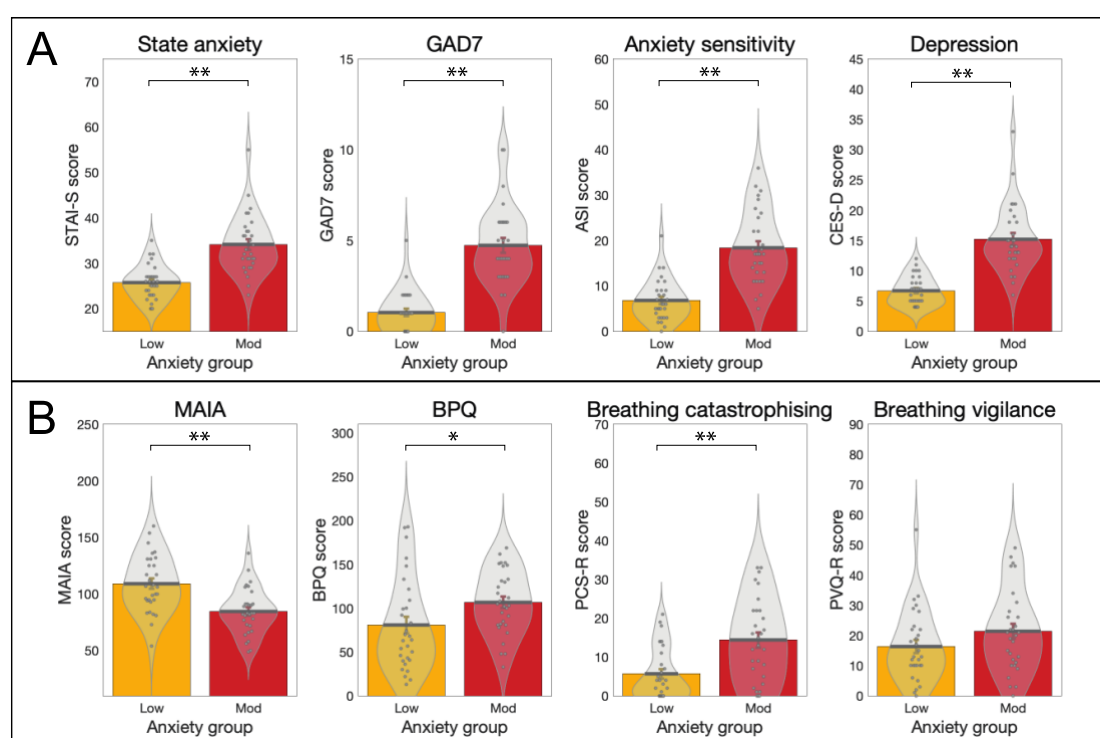 A
State anxiety
GAD7
Anxiety sensitivity
Depression
**
**
**
**
STAI-S score
70
60
50
40
30
20
GAD7 score
15
10
5
0
ASI score
60
50
40
30
20
10
0
CES-D score
45
40
35
30
25
20
15
10
5
0
Low Mod
Low Mod
Low Mod
Low Mod
Anxiety group
Anxiety group
Anxiety group
Anxiety group
B
MAIA
BPQ
Breathing catastrophising
Breathing vigilance
**
*
**
MAIA score
250
200
150
100
50
BPQ score
300
250
200
150
100
50
0
PCS-R score
70
60
50
40
30
20
10
0
PVQ-R score
90
80
70
60
50
40
30
20
10
0
Low Mod
Low Mod
Low Mod
Low Mod
Anxiety group
Anxiety group
Anxiety group
Anxiety group